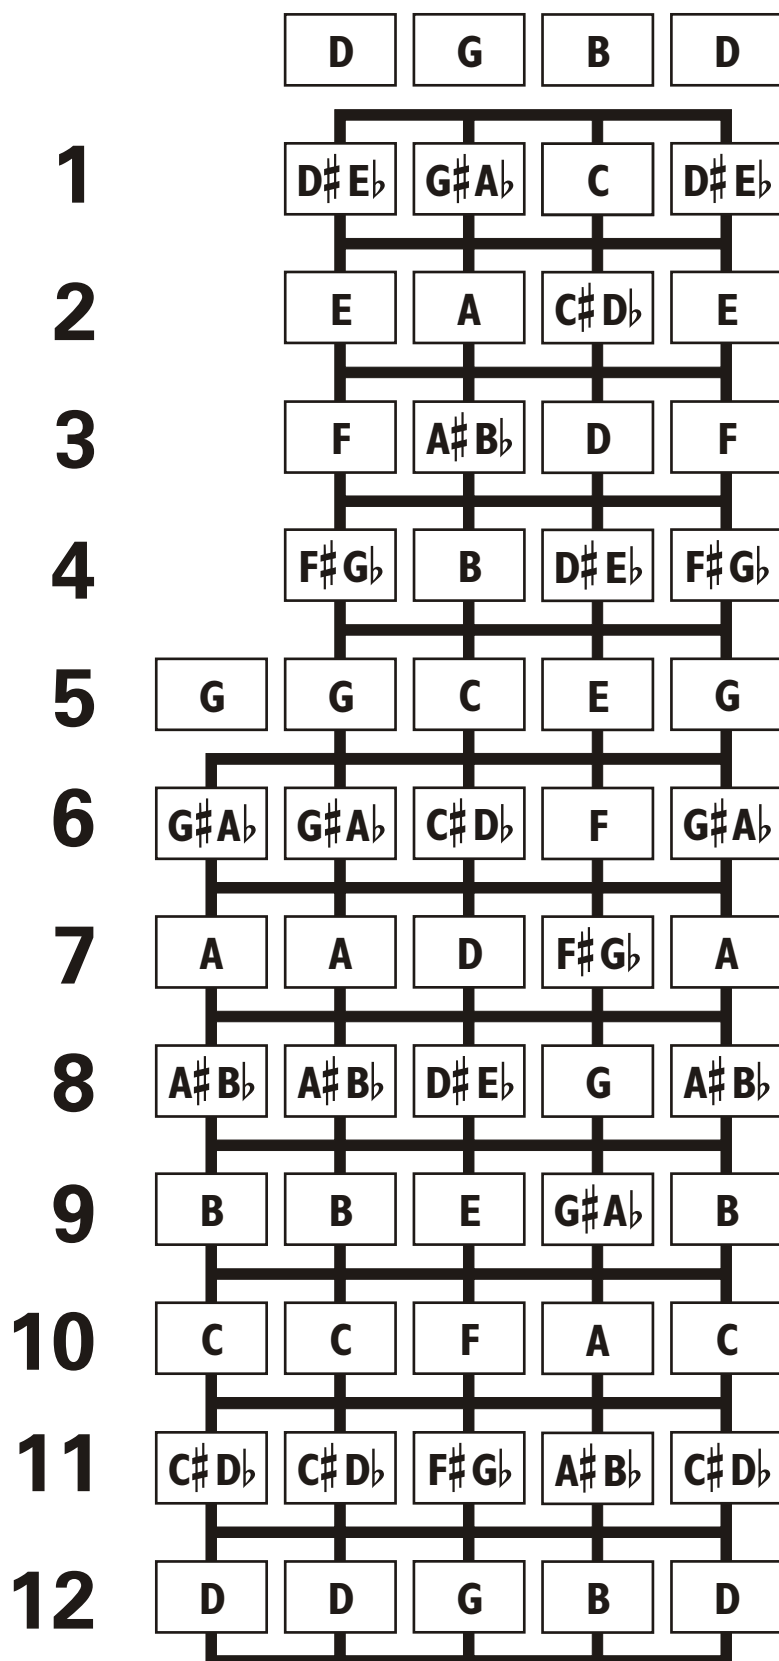 D G B D
1 D♯E♭ G♯A♭ C D♯E♭
2 E A C♯D♭ E
3 F A♯B♭ D F
4 F♯G♭ B D♯E♭ F♯G♭
5 G G C E G
6 G♯A♭ G♯A♭ C♯D♭ F G♯A♭
7 A A D F♯G♭ A
8 A♯B♭ A♯B♭ D♯E♭ G A♯B♭
9 B B E G♯A♭ B
10 C C F A C
11 C♯D♭ C♯D♭ F♯G♭ A♯B♭ C♯D♭
12 D D G B D